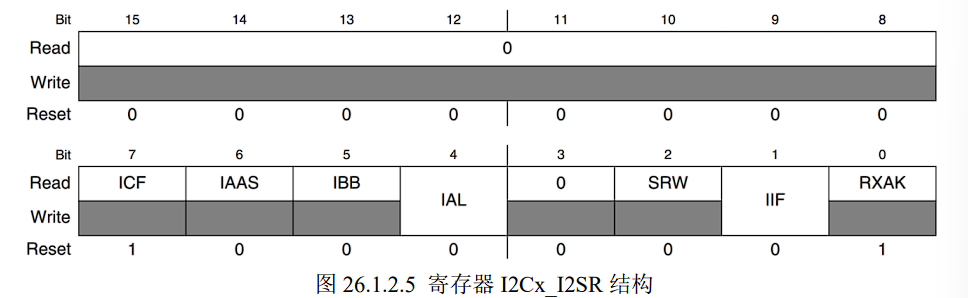 Bit 15 14 13 12 11 10 9 8
Read 0
Write
Reset 0 0 0 0 0 0 0 0
Bit 7 6 5 4 3 2 1 0
Read ICF IAAS IBB IAL 0 SRW IIF RXAK
Write
Reset 1 0 0 0 0 0 0 1
图 26.1.2.5 寄存器 I2Cx_I2SR 结构